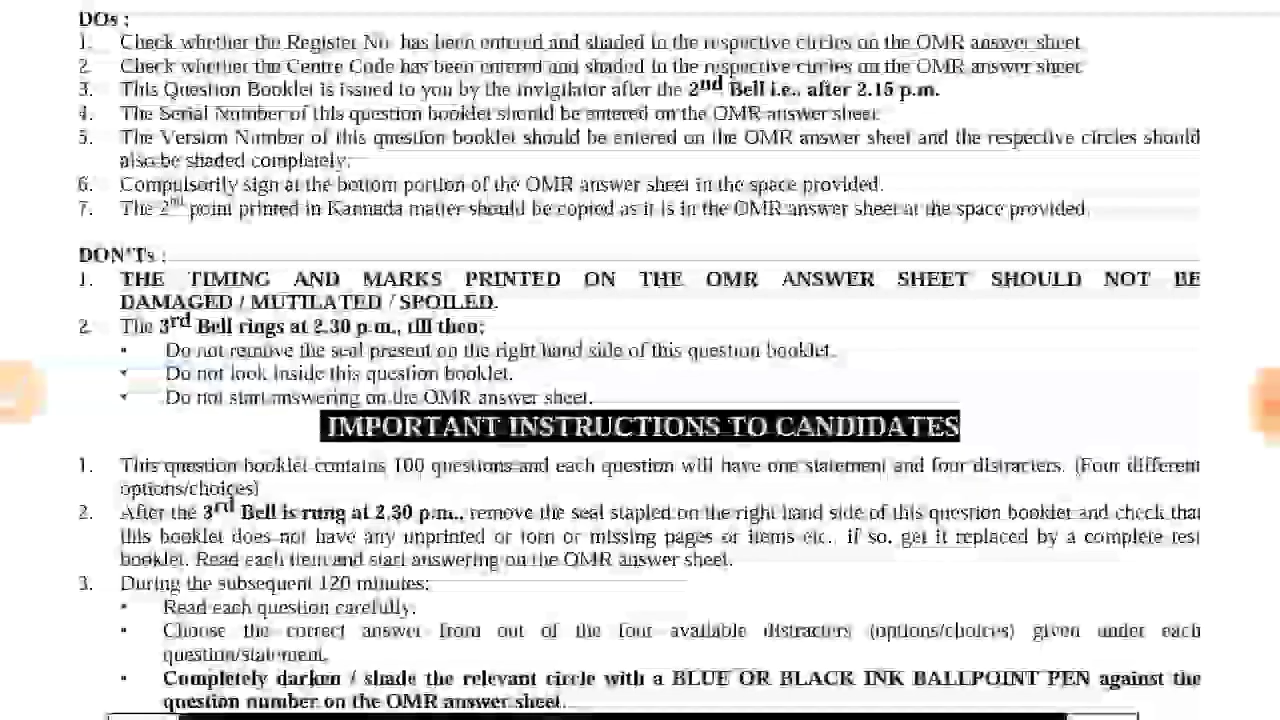 DOs :
1. Check whether the Register No. has been entered and shaded in the respective circles on the OMR answer sheet.
2. Check whether the Centre Code has been entered and shaded in the respective circles on the OMR answer sheet.
3. This Question Booklet is issued to you by the invigilator after the 2nd Bell i.e., after 2.15 p.m.
4. The Serial Number of this question booklet should be entered on the OMR answer sheet.
5. The Version Number of this question booklet should be entered on the OMR answer sheet and the respective circles should
also be shaded completely.
6. Compulsorily sign at the bottom portion of the OMR answer sheet in the space provided.
7. The 2nd point printed in Kannada matter should be copied as it is in the OMR answer sheet at the space provided.
DON'Ts :
1. THE TIMING AND MARKS PRINTED ON THE OMR ANSWER SHEET SHOULD NOT BE
DAMAGED / MUTILATED / SPOILED.
2. The 3rd Bell rings at 2.30 p.m., till then;
• Do not remove the seal present on the right hand side of this question booklet.
• Do not look inside this question booklet.
• Do not start answering on the OMR answer sheet.
IMPORTANT INSTRUCTIONS TO CANDIDATES
1. This question booklet contains 100 questions and each question will have one statement and four distracters. (Four different
options/choices)
2. After the 3rd Bell is rung at 2.30 p.m., remove the seal stapled on the right hand side of this question booklet and check that
this booklet does not have any unprinted or torn or missing pages or items etc., if so, get it replaced by a complete test
booklet. Read each item and start answering on the OMR answer sheet.
3. During the subsequent 120 minutes:
• Read each question carefully.
• Choose the correct answer from out of the four available distracters (options/choices) given under each
question/statement.
• Completely darken / shade the relevant circle with a BLUE OR BLACK INK BALLPOINT PEN against the
question number on the OMR answer sheet.